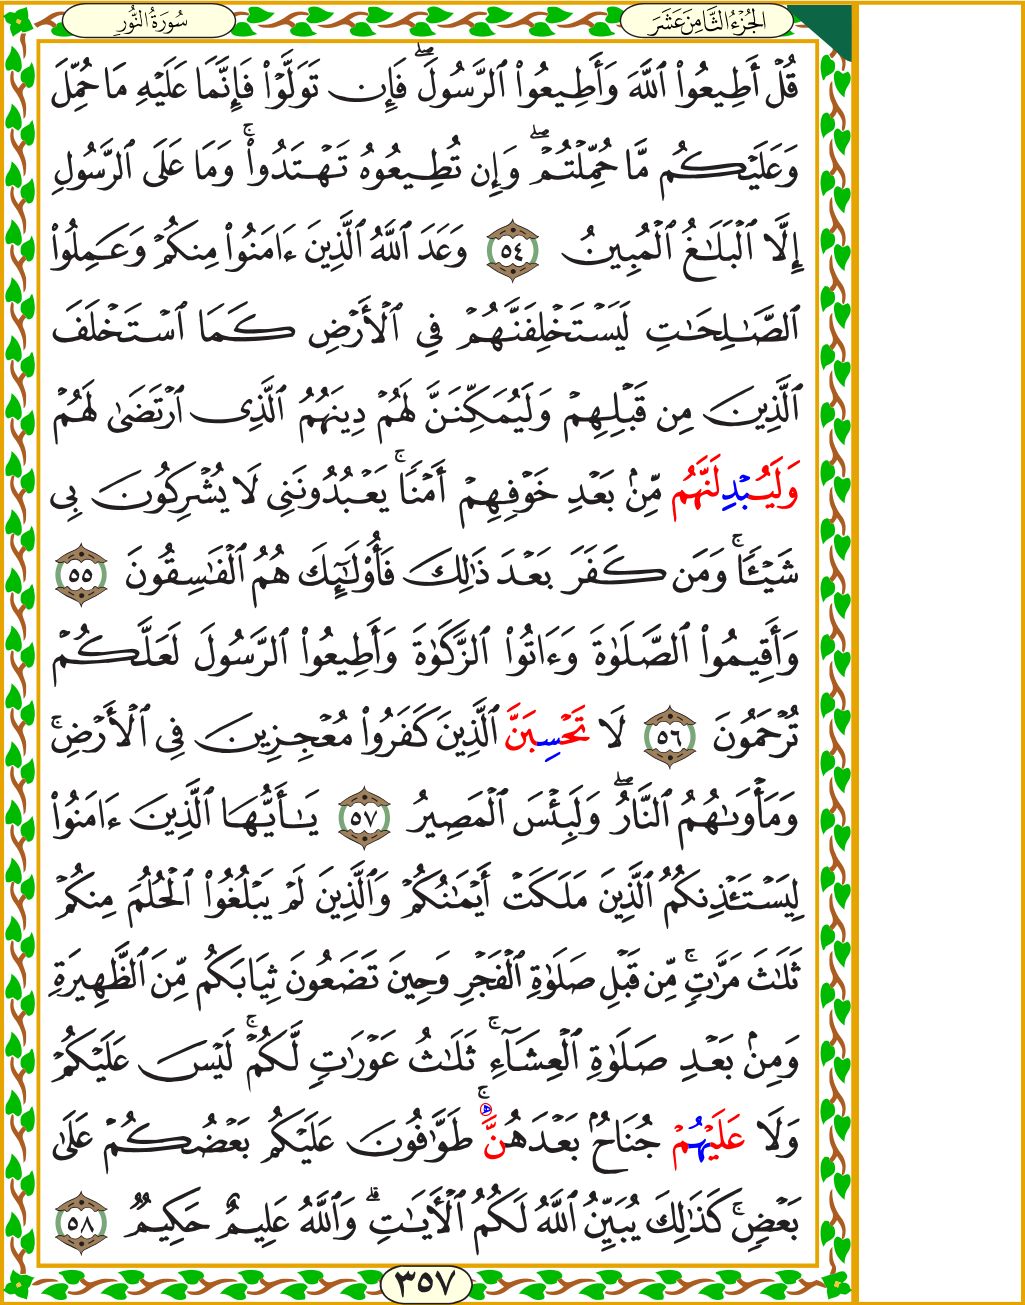 الجُزْءُ الثَّامِنَ عَشَرَ
سُورَةُ النُّورِ
قُلْ أَطِيعُوا۟ ٱللَّهَ وَأَطِيعُوا۟ ٱلرَّسُولَۖ فَإِن تَوَلَّوْا۟ فَإِنَّمَا عَلَيْهِ مَا حُمِّلَ
وَعَلَيْكُم مَّا حُمِّلْتُمْۖ وَإِن تُطِيعُوهُ تَهْتَدُوا۟ۚ وَمَا عَلَى ٱلرَّسُولِ
إِلَّا ٱلْبَلَٰغُ ٱلْمُبِينُ ٥٤ وَعَدَ ٱللَّهُ ٱلَّذِينَ ءَامَنُوا۟ مِنكُمْ وَعَمِلُوا۟
ٱلصَّٰلِحَٰتِ لَيَسْتَخْلِفَنَّهُمْ فِي ٱلْأَرْضِ كَمَا ٱسْتَخْلَفَ
ٱلَّذِينَ مِن قَبْلِهِمْ وَلَيُمَكِّنَنَّ لَهُمْ دِينَهُمُ ٱلَّذِى ٱرْتَضَىٰ لَهُمْ
وَلَيُبْدِلَنَّهُم مِّنۢ بَعْدِ خَوْفِهِمْ أَمْنًاۚ يَعْبُدُونَنِى لَا يُشْرِكُونَ بِى
شَيْـًٔاۚ وَمَن كَفَرَ بَعْدَ ذَٰلِكَ فَأُو۟لَٰٓئِكَ هُمُ ٱلْفَٰسِقُونَ ٥٥
وَأَقِيمُوا۟ ٱلصَّلَوٰةَ وَءَاتُوا۟ ٱلزَّكَوٰةَ وَأَطِيعُوا۟ ٱلرَّسُولَ لَعَلَّكُمْ
تُرْحَمُونَ ٥٦ لَا تَحْسِبَنَّ ٱلَّذِينَ كَفَرُوا۟ مُعْجِزِينَ فِى ٱلْأَرْضِۚ
وَمَأْوَىٰهُمُ ٱلنَّارُۖ وَلَبِئْسَ ٱلْمَصِيرُ ٥٧ يَٰٓأَيُّهَا ٱلَّذِينَ ءَامَنُوا۟
لِيَسْتَـْٔذِنكُمُ ٱلَّذِينَ مَلَكَتْ أَيْمَٰنُكُمْ وَٱلَّذِينَ لَمْ يَبْلُغُوا۟ ٱلْحُلُمَ مِنكُمْ
ثَلَٰثَ مَرَّٰتٍۚ مِّن قَبْلِ صَلَوٰةِ ٱلْفَجْرِ وَحِينَ تَضَعُونَ ثِيَابَكُم مِّنَ ٱلظَّهِيرَةِ
وَمِنۢ بَعْدِ صَلَوٰةِ ٱلْعِشَآءِۚ ثَلَٰثُ عَوْرَٰتٍ لَّكُمْۚ لَيْسَ عَلَيْكُمْ
وَلَا عَلَيْهُمْ جُنَاحٌۢ بَعْدَهُنَّۚ طَوَّٰفُونَ عَلَيْكُم بَعْضُكُمْ عَلَىٰ
بَعْضٍۚ كَذَٰلِكَ يُبَيِّنُ ٱللَّهُ لَكُمُ ٱلْـَٔايَٰتِۗ وَٱللَّهُ عَلِيمٌ حَكِيمٌ ٥٨
٣٥٧